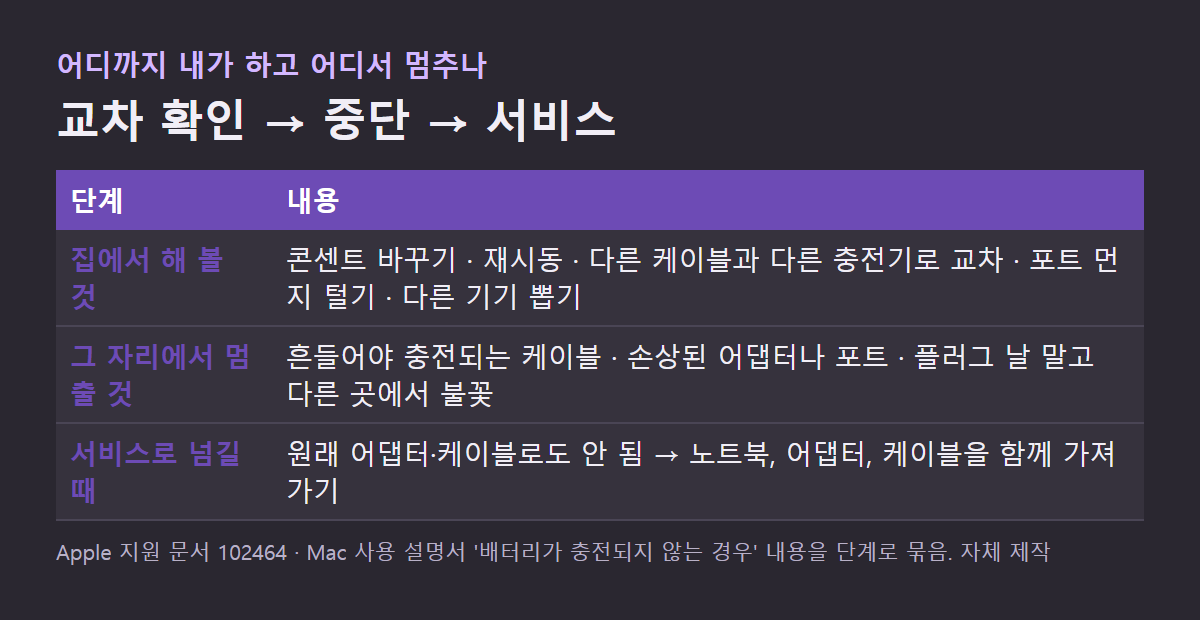 어디까지 내가 하고 어디서 멈추나
교차 확인 → 중단 → 서비스
단계 내용
집에서 해 볼 것
콘센트 바꾸기 · 재시동 · 다른 케이블과 다른 충전기로 교차 · 포트 먼
지 털기 · 다른 기기 뽑기
그 자리에서 멈
출 것
흔들어야 충전되는 케이블 · 손상된 어댑터나 포트 · 플러그 날 말고
다른 곳에서 불꽃
서비스로 넘길
때
원래 어댑터·케이블로도 안 됨 → 노트북, 어댑터, 케이블을 함께 가져
가기
Apple 지원 문서 102464 · Mac 사용 설명서 '배터리가 충전되지 않는 경우' 내용을 단계로 묶음. 자체 제작